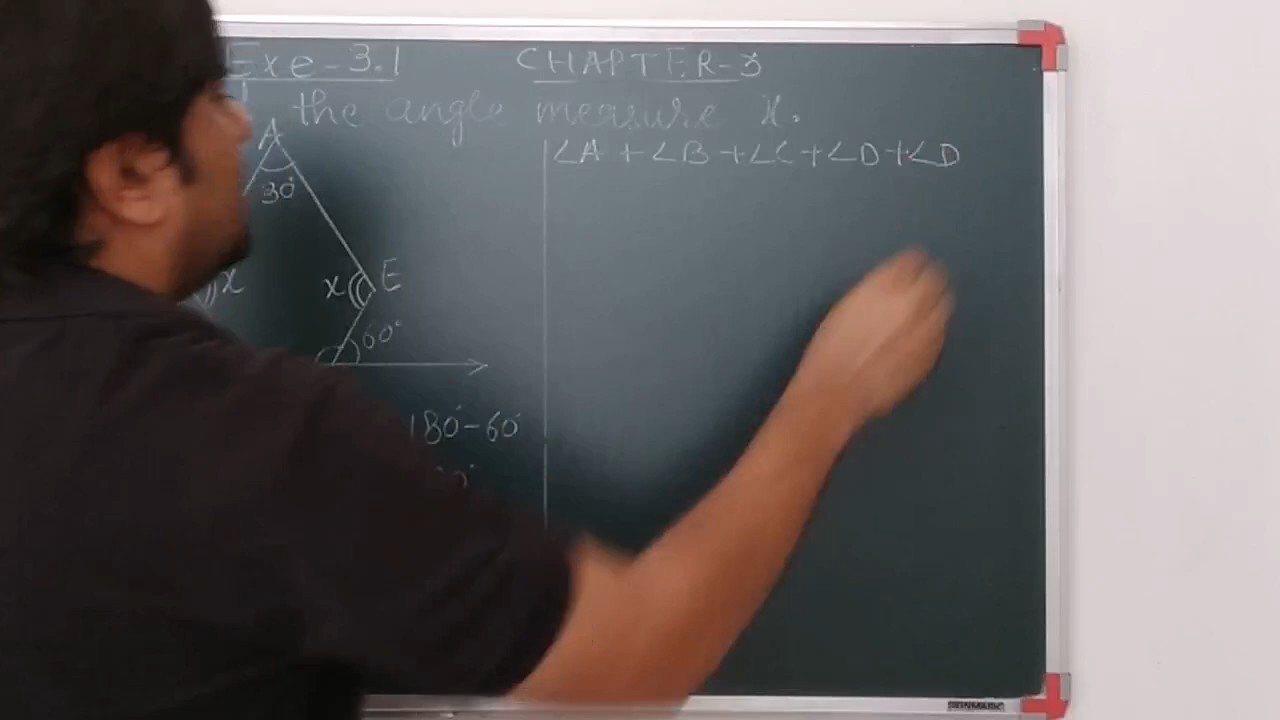 Exe-3.1 CHAPTER-3
the angle measure x.
A
30°
∠A + ∠B + ∠C + ∠D + ∠D
x
x E
60°
180°-60°